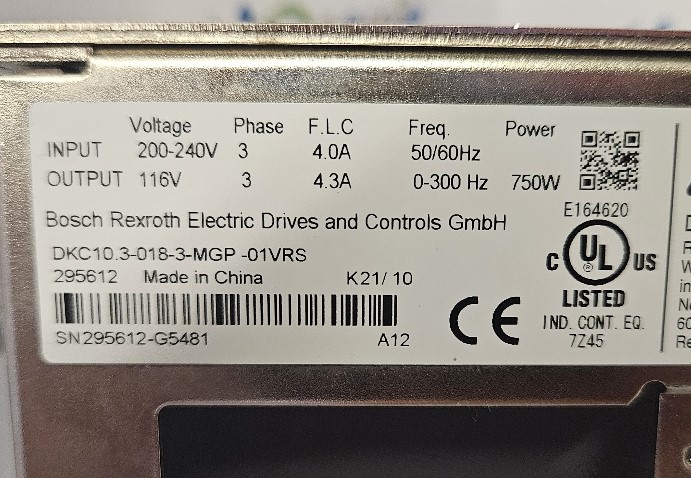 Voltage Phase F.L.C Freq. Power
INPUT 200-240V 3 4.0A 50/60Hz
OUTPUT 116V 3 4.3A 0-300 Hz 750W
E164620
Bosch Rexroth Electric Drives and Controls GmbH
DKC10.3-018-3-MGP -01VRS
C UL ® US
295612 Made in China K21/ 10
LISTED
CE
IND. CONT. EQ.
SN295612-G5481 A12
7Z45